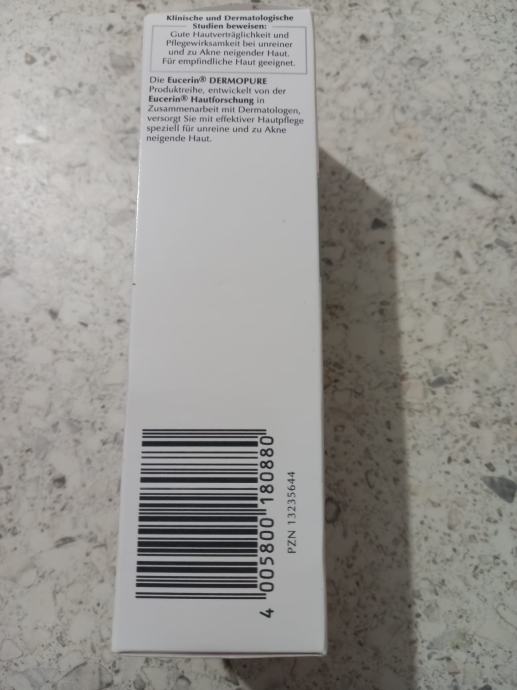 Klinische und Dermatologische
Studien beweisen:
Gute Hautverträglichkeit und
Pflegewirksamkeit bei unreiner
und zu Akne neigender Haut.
Für empfindliche Haut geeignet.
Die Eucerin® DERMOPURE
Produktreihe, entwickelt von der
Eucerin® Hautforschung in
Zusammenarbeit mit Dermatologen,
versorgt Sie mit effektiver Hautpflege
speziell für unreine und zu Akne
neigende Haut.
4 005800 180880
PZN 13235644